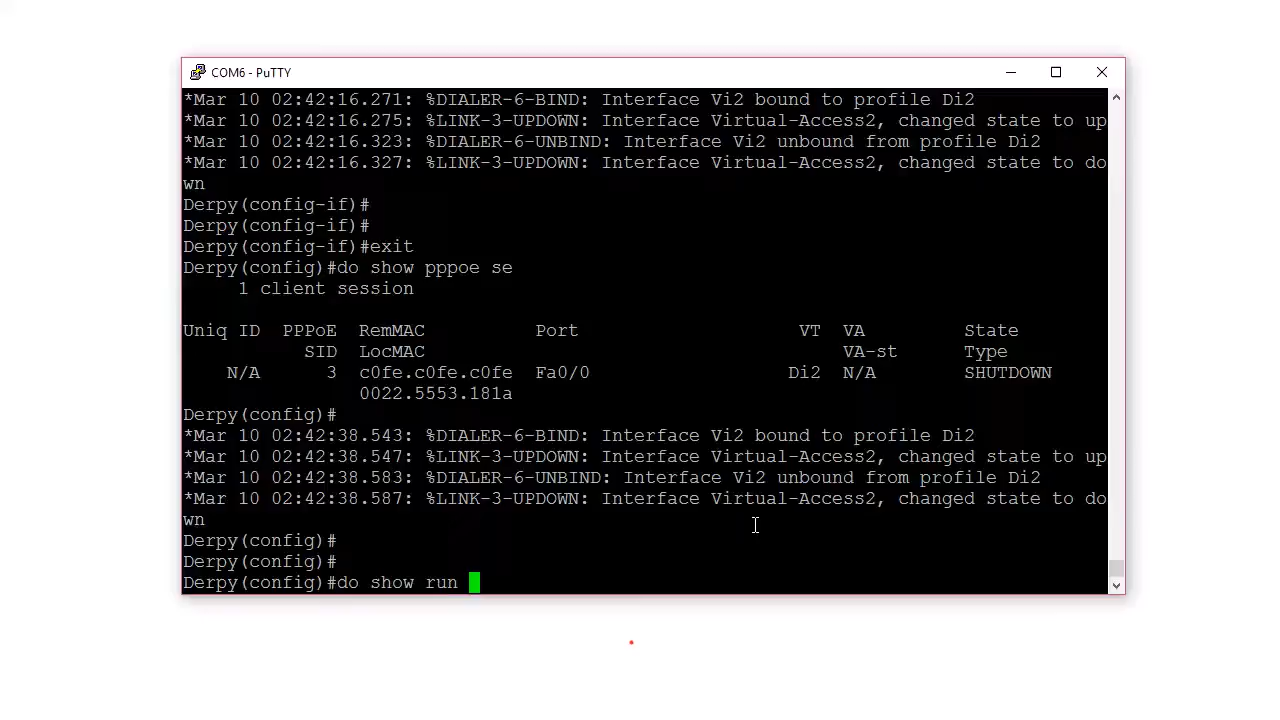 COM6 - PuTTY
*Mar 10 02:42:16.271: %DIALER-6-BIND: Interface Vi2 bound to profile Di2
*Mar 10 02:42:16.275: %LINK-3-UPDOWN: Interface Virtual-Access2, changed state to up
*Mar 10 02:42:16.323: %DIALER-6-UNBIND: Interface Vi2 unbound from profile Di2
*Mar 10 02:42:16.327: %LINK-3-UPDOWN: Interface Virtual-Access2, changed state to do
wn
Derpy(config-if)#
Derpy(config-if)#
Derpy(config-if)#exit
Derpy(config)#do show pppoe se
     1 client session
Uniq ID  PPPoE  RemMAC          Port                    VT  VA         State
           SID  LocMAC                                      VA-st      Type
    N/A      3  c0fe.c0fe.c0fe  Fa0/0                  Di2  N/A        SHUTDOWN
                0022.5553.181a
Derpy(config)#
*Mar 10 02:42:38.543: %DIALER-6-BIND: Interface Vi2 bound to profile Di2
*Mar 10 02:42:38.547: %LINK-3-UPDOWN: Interface Virtual-Access2, changed state to up
*Mar 10 02:42:38.583: %DIALER-6-UNBIND: Interface Vi2 unbound from profile Di2
*Mar 10 02:42:38.587: %LINK-3-UPDOWN: Interface Virtual-Access2, changed state to do
wn
Derpy(config)#
Derpy(config)#
Derpy(config)#do show run